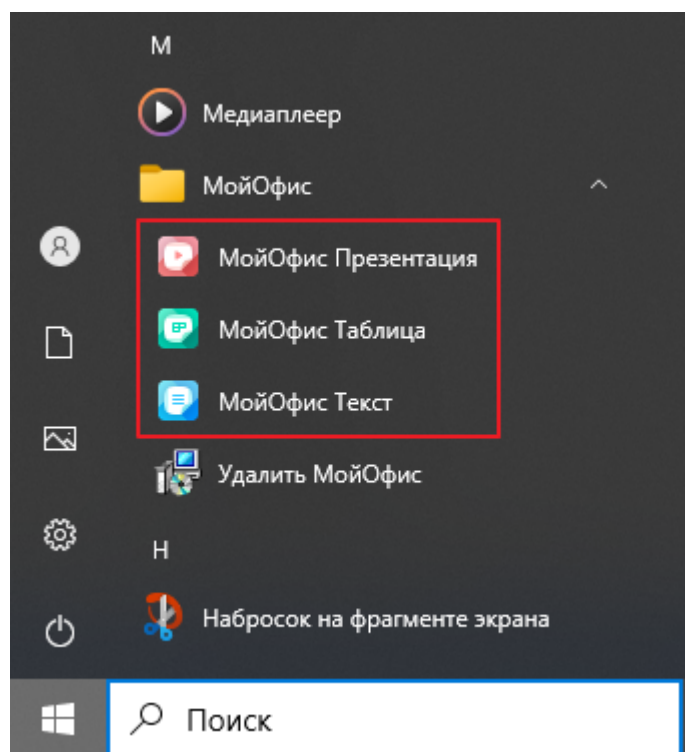 М
Медиаплеер
МойОфис
МойОфис Презентация
МойОфис Таблица
МойОфис Текст
Удалить МойОфис
Н
Набросок на фрагменте экрана
Поиск